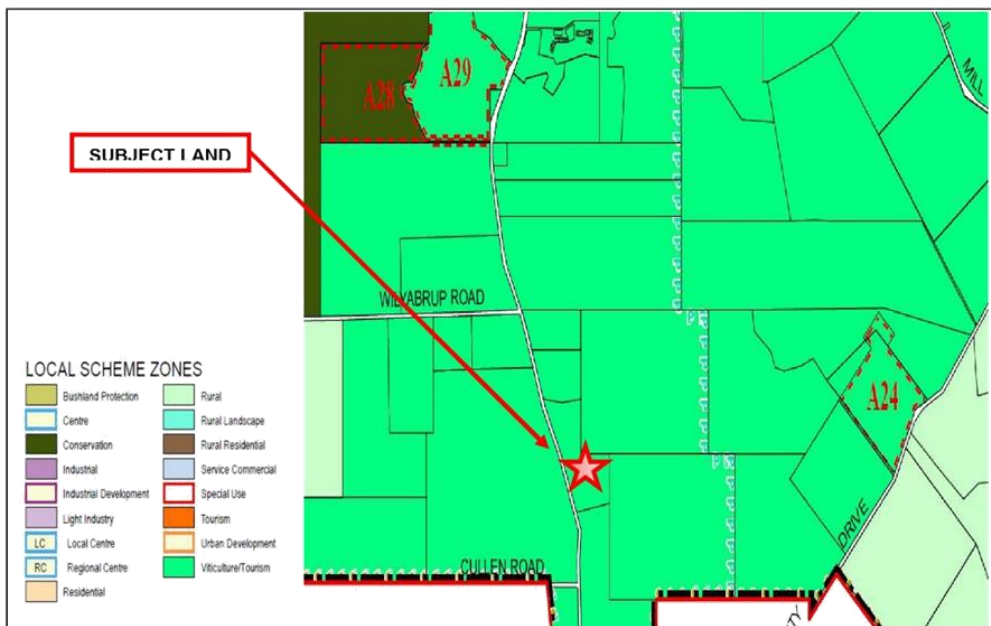 A29
A28
MILL
SUBJECT LAND
WILYABRUP ROAD
A24
DRIVE
CULLEN ROAD
LOCAL SCHEME ZONES
Bushland Protection
Centre
Conservation
Industrial
Industrial Development
Light Industry
LC Local Centre
RC Regional Centre
Residential
Rural
Rural Landscape
Rural Residential
Service Commercial
Special Use
Tourism
Urban Development
Viticulture/Tourism